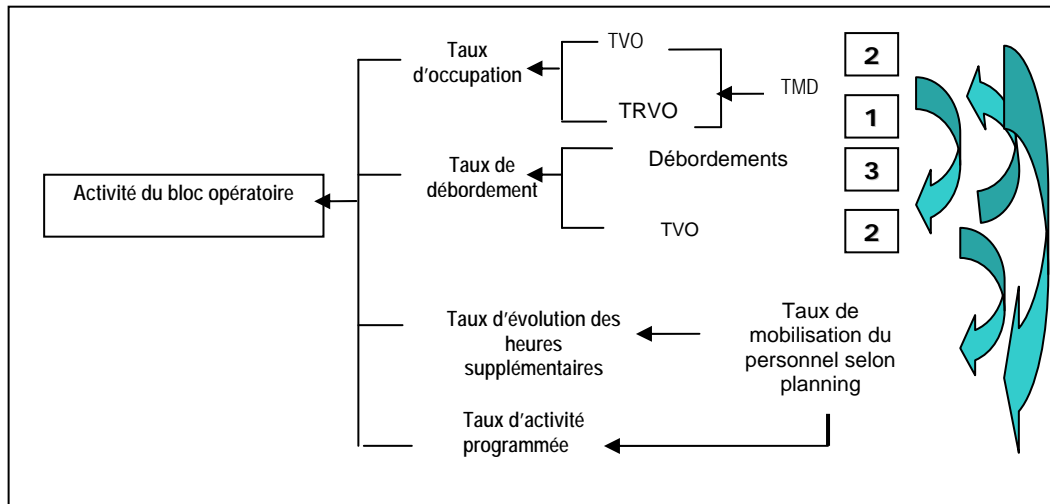 Activité du bloc opératoire
Taux
d'occupation
TVO
TRVO
TMD
2
1
Taux de
débordement
Débordements
TVO
3
2
Taux d'évolution des
heures
supplémentaires
Taux de
mobilisation du
personnel selon
planning
Taux d'activité
programmée